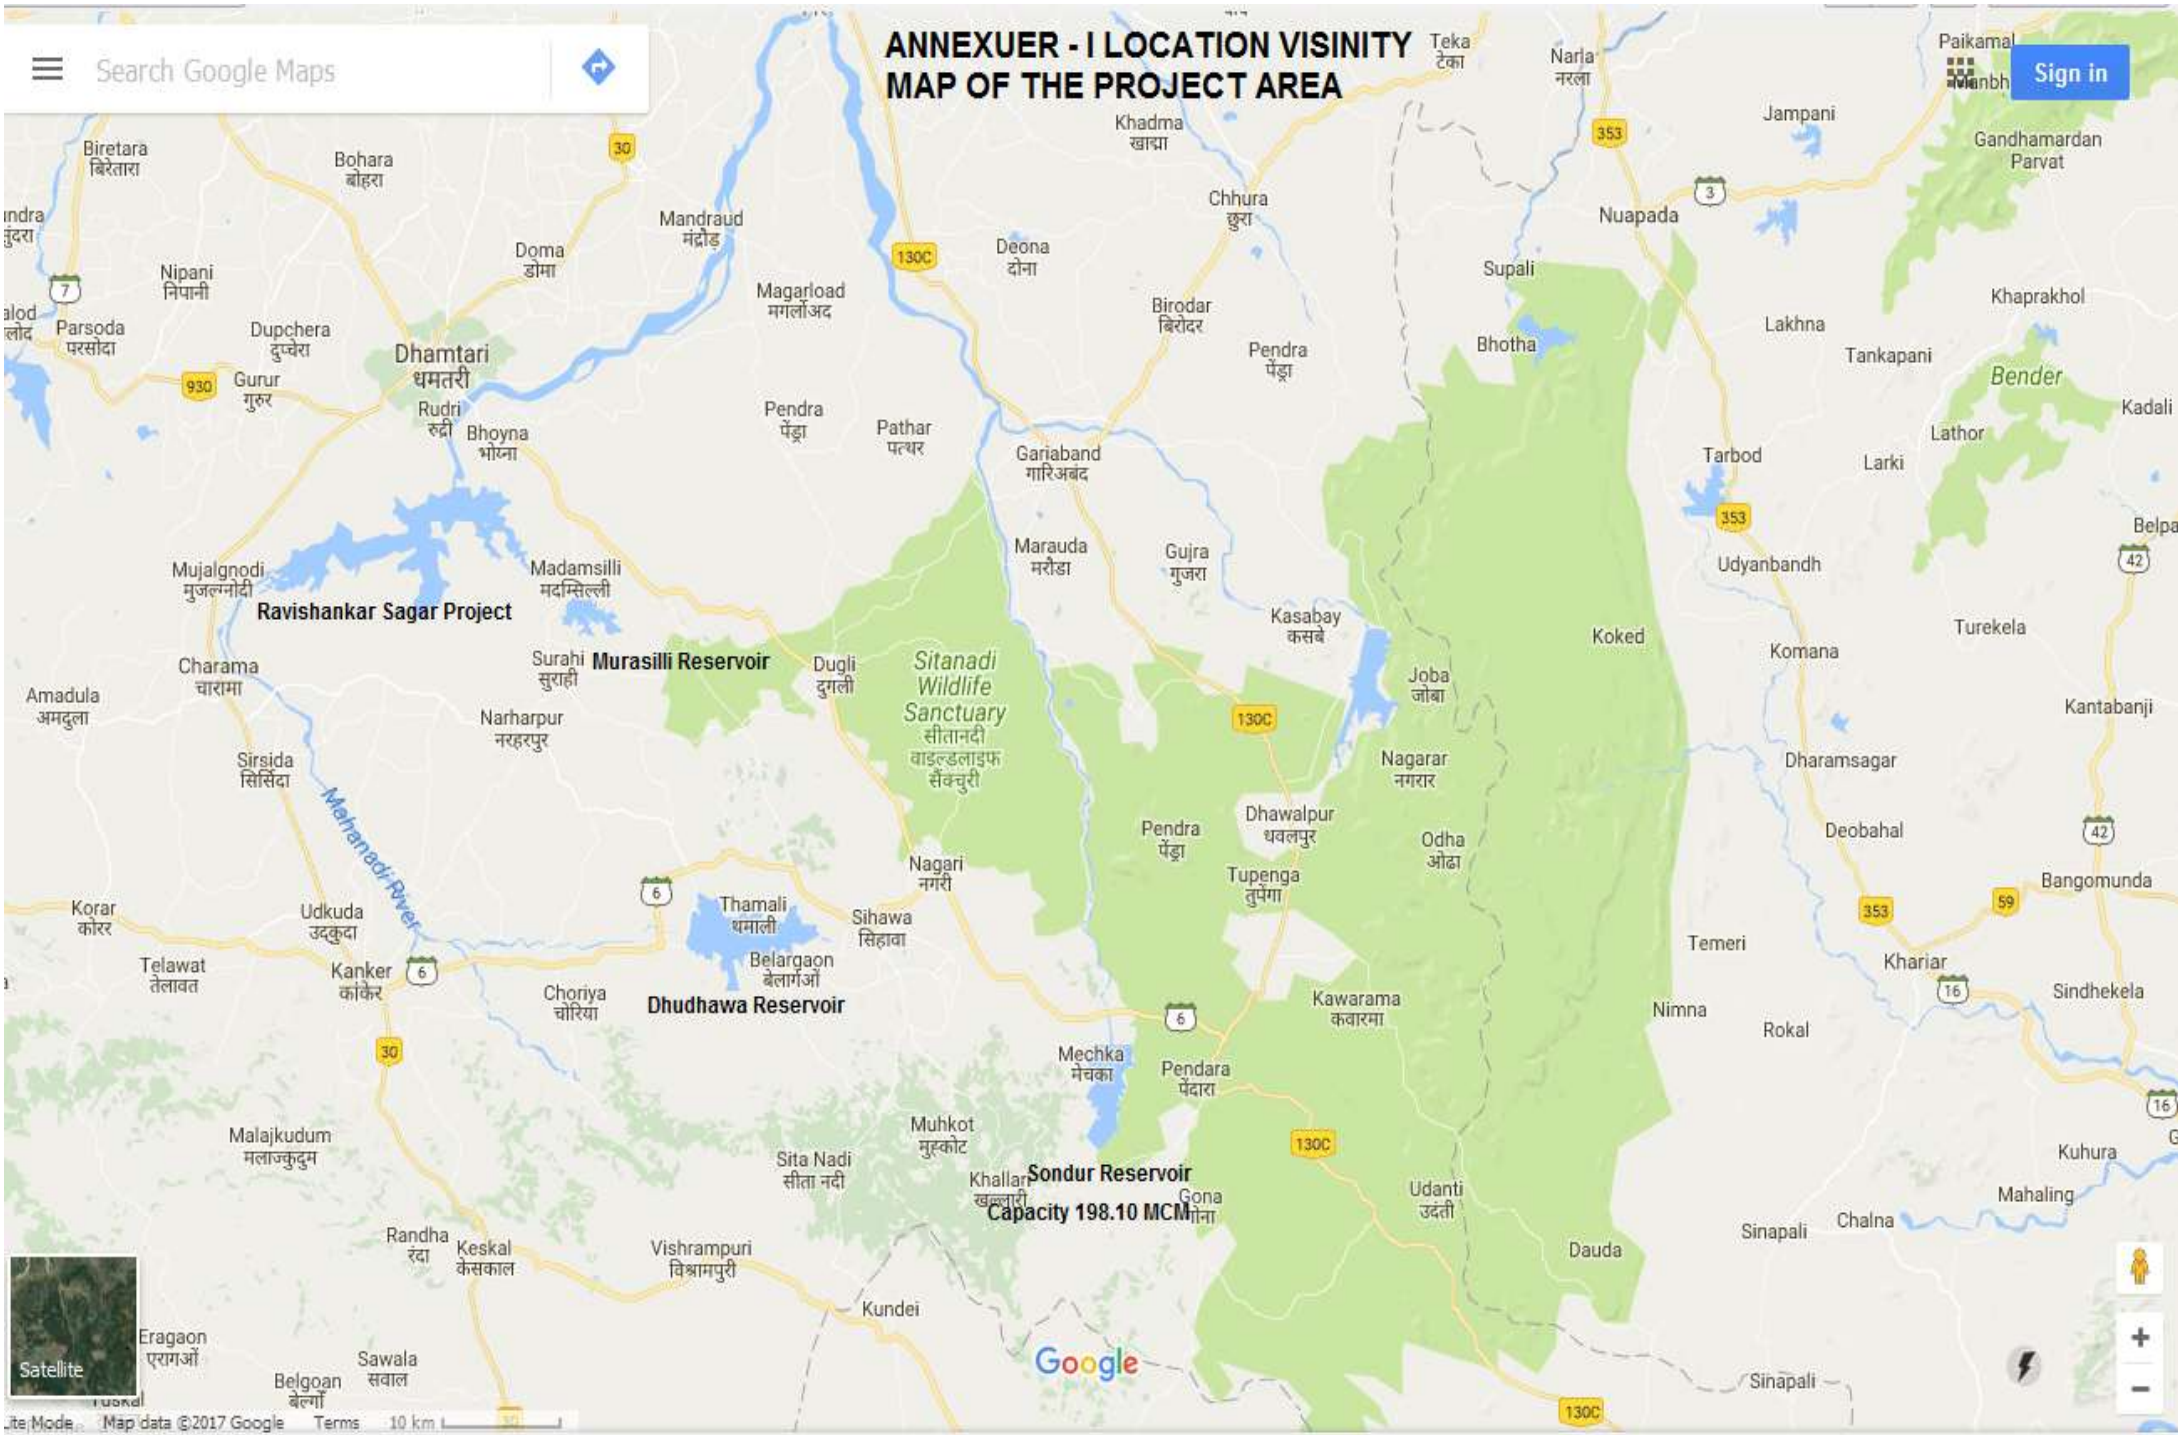 Search Google Maps
ANNEXUER - I LOCATION VISINITY
MAP OF THE PROJECT AREA
Teka
टेका
Narla
नरला
Paikamal
Sign in
Jampani
Khadma
खाद्मा
353
Gandhamardan
Parvat
Biretara
बिरेतारा
Bohara
बोहरा
30
3
Chhura
छुरा
Nuapada
Mandraud
मंद्रौड़
Doma
डोमा
130C
Deona
दोना
Supali
Nipani
निपानी
7
Magarload
मगर्लोअद
Birodar
बिरोदर
Khaprakhol
Parsoda
परसोदा
Dupchera
दुप्चेरा
Lakhna
Dhamtari
धमतरी
Pendra
पेंड्रा
Bhotha
Tankapani
Bender
930
Gurur
गुरुर
Rudri
रुद्री
Bhoyna
भोय्ना
Pendra
पेंड्रा
Pathar
पत्थर
Kadali
Lathor
Gariaband
गारिअबंद
Tarbod
Larki
353
Belpa
42
Marauda
मरौडा
Gujra
गुजरा
Udyanbandh
Mujalgnodi
मुजल्ग्नोदी
Madamsilli
मदम्सिल्ली
Ravishankar Sagar Project
Kasabay
कसबे
Koked
Turekela
Komana
Charama
चारामा
Surahi
सुराही
Murasilli Reservoir
Dugli
दुगली
Sitanadi
Wildlife
Sanctuary
सीतानदी
वाइल्डलाइफ
सैंक्चुरी
Joba
जोबा
Amadula
अमदुला
Narharpur
नरहरपुर
130C
Kantabanji
Sirsida
सिर्सिदा
Nagarar
नगरार
Dharamsagar
Mahanadi River
Pendra
पेंड्रा
Dhawalpur
धवलपुर
Odha
ओढा
Deobahal
42
Nagari
नगरी
Tupenga
तुपेंगा
Bangomunda
6
Thamali
थमाली
Sihawa
सिहावा
353
59
Korar
कोरर
Udkuda
उदकुदा
Temeri
Telawat
तेलावत
Kanker
कांकेर
6
Belargaon
बेलार्गओं
Khariar
16
Choriya
चोरिया
Dhudhawa Reservoir
Kawarama
कवारमा
Sindhekela
6
Nimna
Rokal
30
Mechka
मेचका
Pendara
पेंदारा
16
Malajkudum
मलाज्कुदुम
Muhkot
मुह्कोट
130C
Kuhura
Sita Nadi
सीता नदी
Khallari
खल्लारी
Sondur Reservoir
Capacity 198.10 MCM
Gona
गोना
Udanti
उदंती
Mahaling
Chalna
Sinapali
Randha
रंदा
Keskal
केसकाल
Vishrampuri
विश्रामपुरी
Dauda
Kundei
Eragaon
एरागओं
Satellite
Google
Sawala
सवाल
Belgoan
बेल्गों
Sinapali
130C
Map data ©2017 Google
Terms
10 km
30